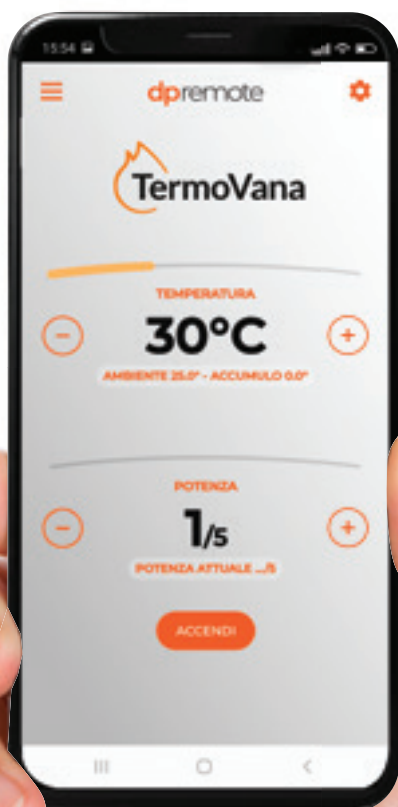 15:54
dpremote
TermoVana
TEMPERATURA
30°C
AMBIENTE 25.0° - ACCUMULO 0.0°
POTENZA
1/5
POTENZA ATTUALE .../5
ACCENDI